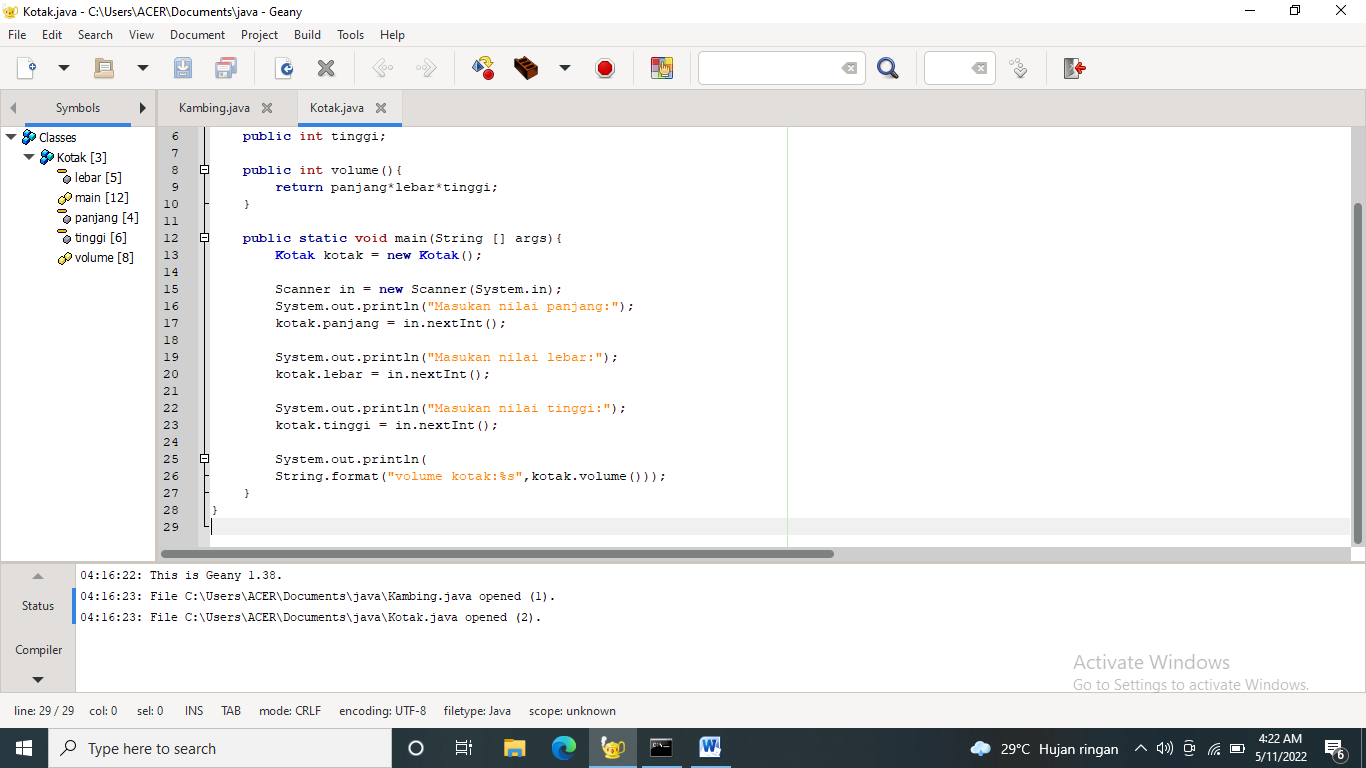 Kotak.java - C:\Users\ACER\Documents\java - Geany
File Edit Search View Document Project Build Tools Help
Symbols
Kambing.java
Kotak.java
Classes
Kotak [3]
lebar [5]
main [12]
panjang [4]
tinggi [6]
volume [8]
6 public int tinggi;
7
8 public int volume(){
9 return panjang*lebar*tinggi;
10 }
11
12 public static void main(String [] args){
13 Kotak kotak = new Kotak();
14
15 Scanner in = new Scanner(System.in);
16 System.out.println("Masukan nilai panjang:");
17 kotak.panjang = in.nextInt();
18
19 System.out.println("Masukan nilai lebar:");
20 kotak.lebar = in.nextInt();
21
22 System.out.println("Masukan nilai tinggi:");
23 kotak.tinggi = in.nextInt();
24
25 System.out.println(
26 String.format("volume kotak:%s",kotak.volume()));
27 }
28 }
29
Status
Compiler
04:16:22: This is Geany 1.38.
04:16:23: File C:\Users\ACER\Documents\java\Kambing.java opened (1).
04:16:23: File C:\Users\ACER\Documents\java\Kotak.java opened (2).
Activate Windows
Go to Settings to activate Windows.
line: 29 / 29 col: 0 sel: 0 INS TAB mode: CRLF encoding: UTF-8 filetype: Java scope: unknown
Type here to search
29°C Hujan ringan
4:22 AM
5/11/2022
6